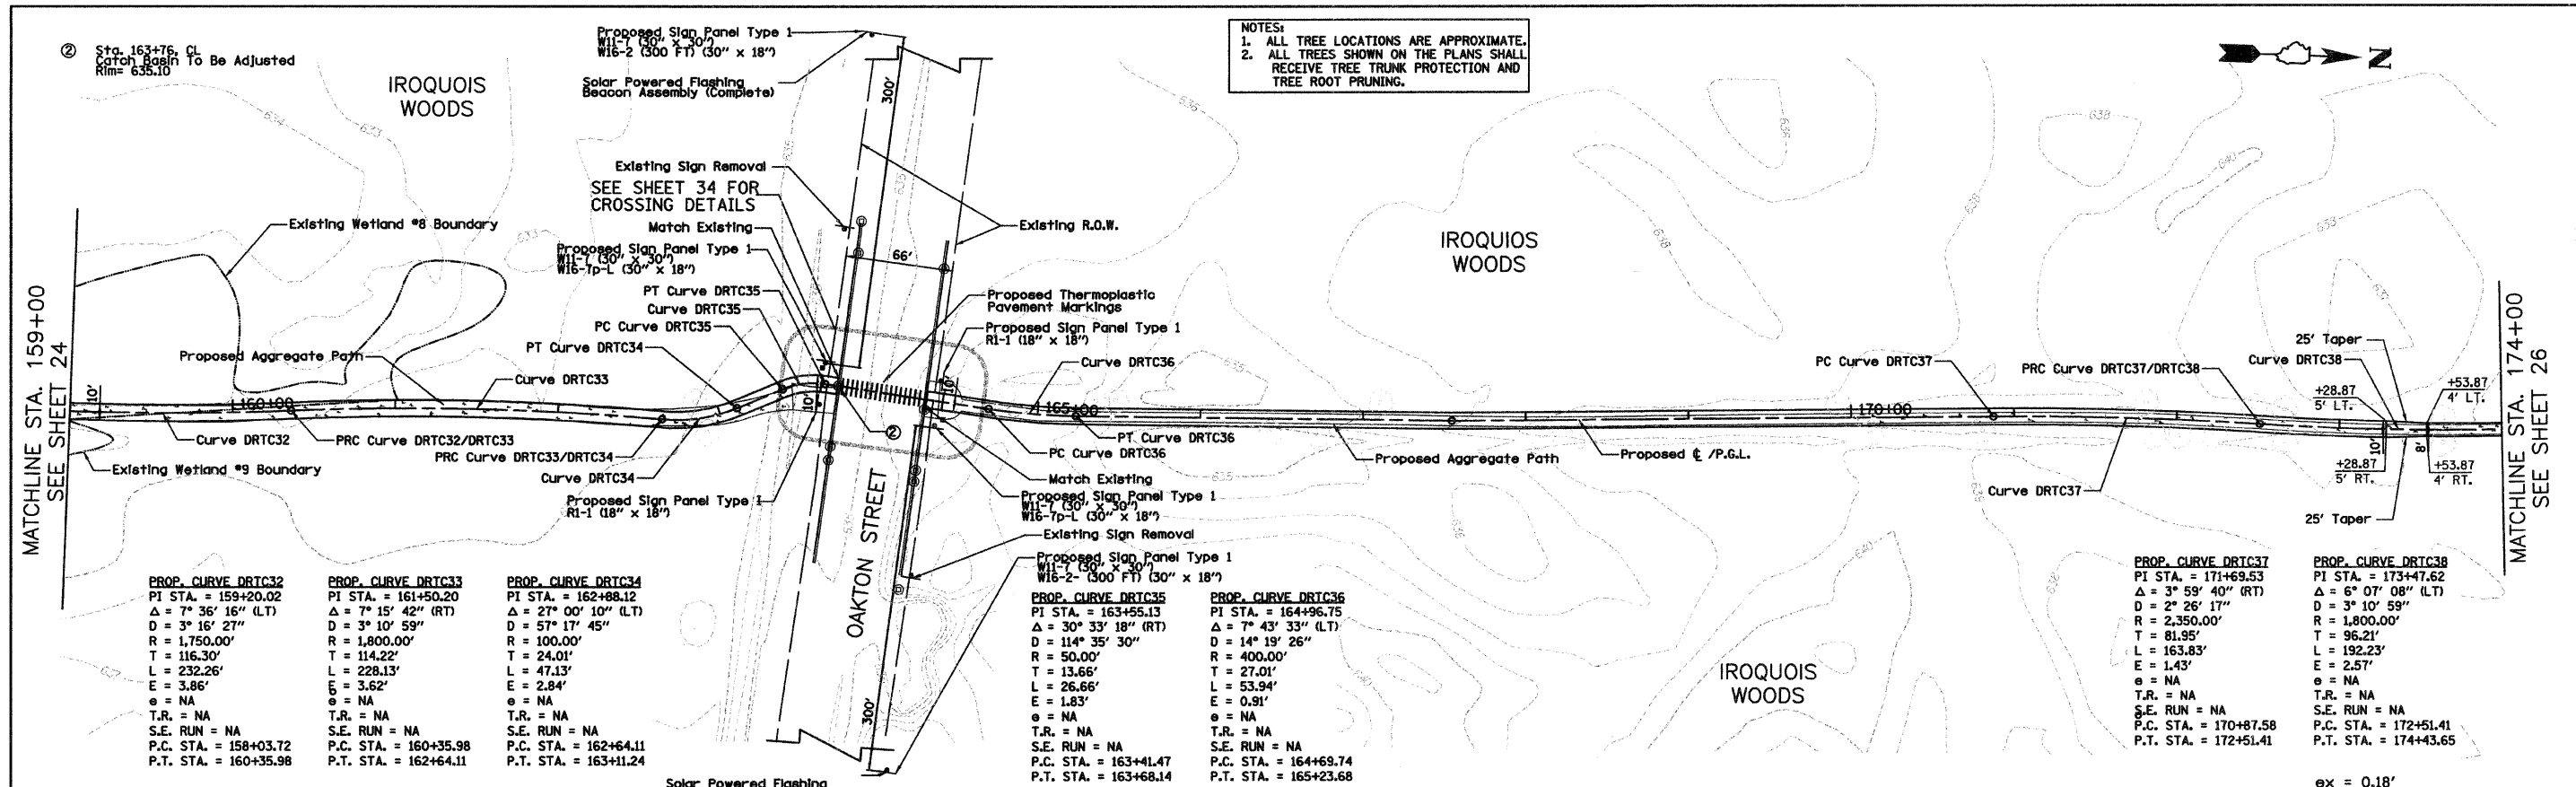 ② Sta. 163+76, CL
Catch Basin To Be Adjusted
Rim= 635.10
IROQUOIS
WOODS
Proposed Sign Panel Type 1
W11-7 (30" x 30")
W16-2 (300 FT) (30" x 18")
Solar Powered Flashing
Beacon Assembly (Complete)
300'
NOTES:
1. ALL TREE LOCATIONS ARE APPROXIMATE.
2. ALL TREES SHOWN ON THE PLANS SHALL
RECEIVE TREE TRUNK PROTECTION AND
TREE ROOT PRUNING.
N
Existing Sign Removal
SEE SHEET 34 FOR
CROSSING DETAILS
Match Existing
Proposed Sign Panel Type 1
W11-7 (30" x 30")
W16-7p-L (30" x 18")
PT Curve DRTC35
Curve DRTC35
PC Curve DRTC35
PT Curve DRTC34
Existing Wetland #8 Boundary
Proposed Aggregate Path
Curve DRTC33
MATCHLINE STA. 159+00
SEE SHEET 24
10'
160+00
Curve DRTC32
PRC Curve DRTC32/DRTC33
Existing Wetland #9 Boundary
PRC Curve DRTC33/DRTC34
Curve DRTC34
Proposed Sign Panel Type 1
R1-1 (18" x 18")
10'
66'
Existing R.O.W.
Proposed Thermoplastic
Pavement Markings
Proposed Sign Panel Type 1
R1-1 (18" x 18")
Curve DRTC36
10'
②
165+00
PT Curve DRTC36
PC Curve DRTC36
Match Existing
Proposed Sign Panel Type 1
W11-7 (30" x 30")
W16-7p-L (30" x 18")
Existing Sign Removal
Proposed Sign Panel Type 1
W11-7 (30" x 30")
W16-2- (300 FT) (30" x 18")
OAKTON STREET
300'
IROQUIOS
WOODS
Proposed Aggregate Path
Proposed ℄ /P.G.L.
170+00
PC Curve DRTC37
PRC Curve DRTC37/DRTC38
Curve DRTC37
25' Taper
Curve DRTC38
+28.87
5' LT.
+53.87
4' LT.
10'
8'
+28.87
5' RT.
+53.87
4' RT.
25' Taper
MATCHLINE STA. 174+00
SEE SHEET 26
IROQUOIS
WOODS
634
633
633
635
635
635
636
636
638
638
638
640
637
635
635
636
640
640
638
PROP. CURVE DRTC32
PI STA. = 159+20.02
Δ = 7° 36' 16" (LT)
D = 3° 16' 27"
R = 1,750.00'
T = 116.30'
L = 232.26'
E = 3.86'
e = NA
T.R. = NA
S.E. RUN = NA
P.C. STA. = 158+03.72
P.T. STA. = 160+35.98
PROP. CURVE DRTC33
PI STA. = 161+50.20
Δ = 7° 15' 42" (RT)
D = 3° 10' 59"
R = 1,800.00'
T = 114.22'
L = 228.13'
E = 3.62'
e = NA
T.R. = NA
S.E. RUN = NA
P.C. STA. = 160+35.98
P.T. STA. = 162+64.11
PROP. CURVE DRTC34
PI STA. = 162+88.12
Δ = 27° 00' 10" (LT)
D = 57° 17' 45"
R = 100.00'
T = 24.01'
L = 47.13'
E = 2.84'
e = NA
T.R. = NA
S.E. RUN = NA
P.C. STA. = 162+64.11
P.T. STA. = 163+11.24
PROP. CURVE DRTC35
PI STA. = 163+55.13
Δ = 30° 33' 18" (RT)
D = 114° 35' 30"
R = 50.00'
T = 13.66'
L = 26.66'
E = 1.83'
e = NA
T.R. = NA
S.E. RUN = NA
P.C. STA. = 163+41.47
P.T. STA. = 163+68.14
PROP. CURVE DRTC36
PI STA. = 164+96.75
Δ = 7° 43' 33" (LT)
D = 14° 19' 26"
R = 400.00'
T = 27.01'
L = 53.94'
E = 0.91'
e = NA
T.R. = NA
S.E. RUN = NA
P.C. STA. = 164+69.74
P.T. STA. = 165+23.68
PROP. CURVE DRTC37
PI STA. = 171+69.53
Δ = 3° 59' 40" (RT)
D = 2° 26' 17"
R = 2,350.00'
T = 81.95'
L = 163.83'
E = 1.43'
e = NA
T.R. = NA
S.E. RUN = NA
P.C. STA. = 170+87.58
P.T. STA. = 172+51.41
PROP. CURVE DRTC38
PI STA. = 173+47.62
Δ = 6° 07' 08" (LT)
D = 3° 10' 59"
R = 1,800.00'
T = 96.21'
L = 192.23'
E = 2.57'
e = NA
T.R. = NA
S.E. RUN = NA
P.C. STA. = 172+51.41
P.T. STA. = 174+43.65
Solar Powered Flashing
ex = 0.18'